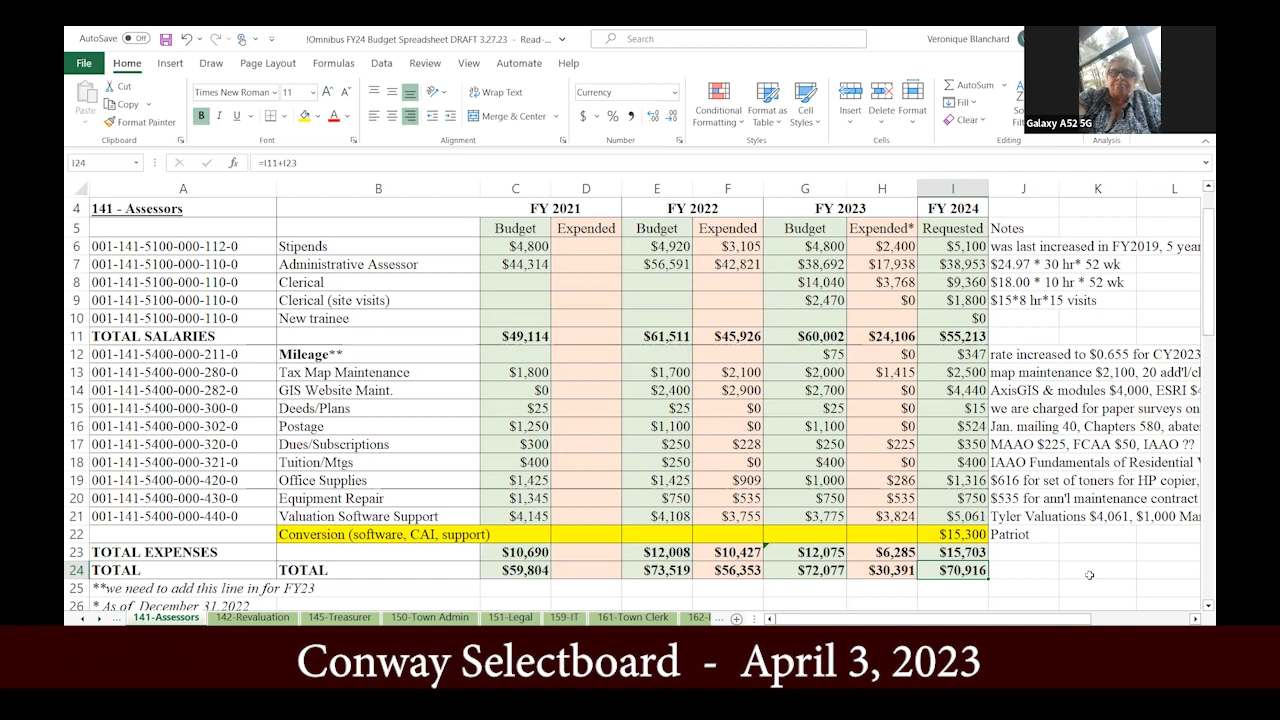 AutoSave Off !Omnibus FY24 Budget Spreadsheet DRAFT 3.27.23 - Read-... Search Veronique Blanchard
File Home Insert Draw Page Layout Formulas Data Review View Automate Help
Paste Cut Copy Format Painter Clipboard
Times New Roman 11 A A B I U A Font
Wrap Text Merge & Center Alignment
Currency $ % 9 Number
Conditional Formatting Format as Table Cell Styles Styles
Insert Delete Format Cells
AutoSum Fill Clear Editing Analysis
Galaxy A52 5G
I24 fx =I11+I23
A B C D E F G H I J K L
4 141 - Assessors FY 2021 FY 2022 FY 2023 FY 2024
5 Budget Expended Budget Expended Budget Expended* Requested Notes
6 001-141-5100-000-112-0 Stipends $4,800 $4,920 $3,105 $4,800 $2,400 $5,100 was last increased in FY2019, 5 year
7 001-141-5100-000-110-0 Administrative Assessor $44,314 $56,591 $42,821 $38,692 $17,938 $38,953 $24.97 * 30 hr* 52 wk
8 001-141-5100-000-110-0 Clerical $14,040 $3,768 $9,360 $18.00 * 10 hr * 52 wk
9 001-141-5100-000-110-0 Clerical (site visits) $2,470 $0 $1,800 $15*8 hr*15 visits
10 001-141-5100-000-110-0 New trainee $0
11 TOTAL SALARIES $49,114 $61,511 $45,926 $60,002 $24,106 $55,213
12 001-141-5400-000-211-0 Mileage** $75 $0 $347 rate increased to $0.655 for CY2023
13 001-141-5400-000-280-0 Tax Map Maintenance $1,800 $1,700 $2,100 $2,000 $1,415 $2,500 map maintenance $2,100, 20 add'l/cl
14 001-141-5400-000-282-0 GIS Website Maint. $0 $2,400 $2,900 $2,700 $4,440 AxisGIS & modules $4,000, ESRI $4
15 001-141-5400-000-300-0 Deeds/Plans $25 $25 $0 $25 $0 $15 we are charged for paper surveys on
16 001-141-5400-000-302-0 Postage $1,250 $1,100 $0 $1,100 $0 $524 Jan. mailing 40, Chapters 580, abate
17 001-141-5400-000-320-0 Dues/Subscriptions $300 $250 $228 $250 $225 $350 MAAO $225, FCAA $50, IAAO ??
18 001-141-5400-000-321-0 Tuition/Mtgs $400 $250 $0 $400 $0 $400 IAAO Fundamentals of Residential
19 001-141-5400-000-420-0 Office Supplies $1,425 $1,425 $909 $1,000 $286 $1,316 $616 for set of toners for HP copier,
20 001-141-5400-000-430-0 Equipment Repair $1,345 $750 $535 $750 $535 $750 $535 for ann'l maintenance contract
21 001-141-5400-000-440-0 Valuation Software Support $4,145 $4,108 $3,755 $3,775 $3,824 $5,061 Tyler Valuations $4,061, $1,000 Ma
22 Conversion (software, CAI, support) $15,300 Patriot
23 TOTAL EXPENSES $10,690 $12,008 $10,427 $12,075 $6,285 $15,703
24 TOTAL TOTAL $59,804 $73,519 $56,353 $72,077 $30,391 $70,916
25 **we need to add this line in for FY23
26 * As of December 31,2022
... 141-Assessors 142-Revaluation 145-Treasurer 150-Town Admin 151-Legal 159-IT 161-Town Clerk 162- ...
Conway Selectboard - April 3, 2023